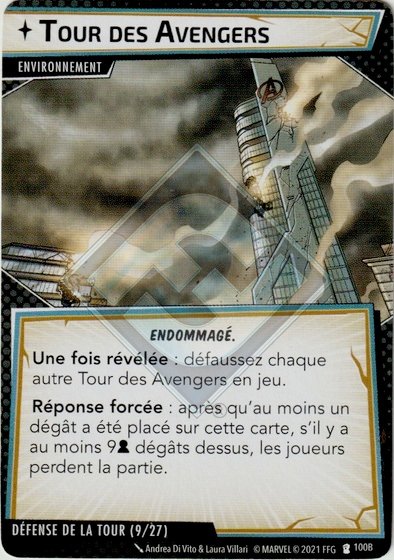 TOUR DES AVENGERS
ENVIRONNEMENT
ENDOMMAGÉ.
Une fois révélée : défaussez chaque
autre Tour des Avengers en jeu.
Réponse forcée : après qu'au moins un
dégât a été placé sur cette carte, s'il y a
au moins 9 dégâts dessus, les joueurs
perdent la partie.
DÉFENSE DE LA TOUR (9/27)
Andrea Di Vito & Laura Villari © MARVEL © 2021 FFG 100B